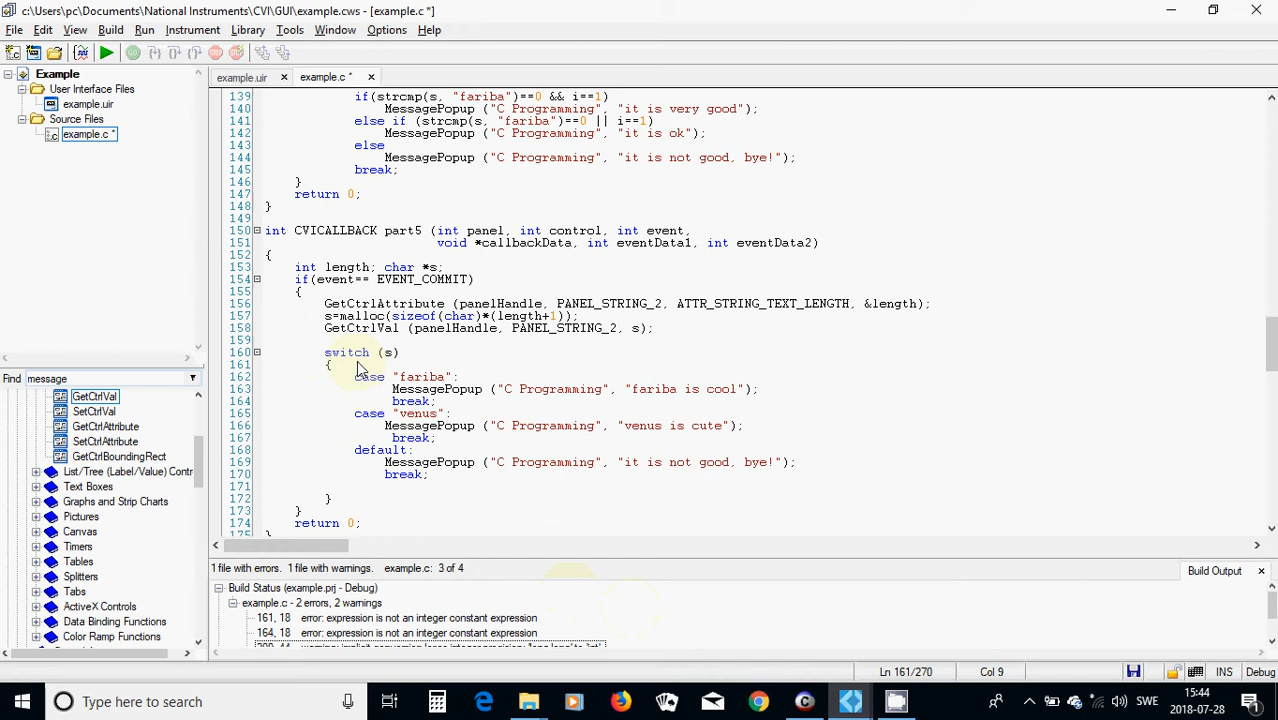 c:\Users\pc\Documents\National Instruments\CVI\GUI\example.cws - [example.c *]
File Edit View Build Run Instrument Library Tools Window Options Help
Example
User Interface Files
example.uir
Source Files
example.c *
example.uir
example.c *
139 if(strcmp(s, "fariba")==0 && i==1)
140 MessagePopup ("C Programming", "it is very good");
141 else if (strcmp(s, "fariba")==0 || i==1)
142 MessagePopup ("C Programming", "it is ok");
143 else
144 MessagePopup ("C Programming", "it is not good, bye!");
145 break;
146 }
147 return 0;
148 }
149
150 int CVICALLBACK part5 (int panel, int control, int event,
151 void *callbackData, int eventData1, int eventData2)
152 {
153 int length; char *s;
154 if(event== EVENT_COMMIT)
155 {
156 GetCtrlAttribute (panelHandle, PANEL_STRING_2, ATTR_STRING_TEXT_LENGTH, &length);
157 s=malloc(sizeof(char)*(length+1));
158 GetCtrlVal (panelHandle, PANEL_STRING_2, s);
159
160 switch (s)
161 {
162 case "fariba":
163 MessagePopup ("C Programming", "fariba is cool");
164 break;
165 case "venus":
166 MessagePopup ("C Programming", "venus is cute");
167 break;
168 default:
169 MessagePopup ("C Programming", "it is not good, bye!");
170 break;
171
172 }
173 }
174 return 0;
175 }
Find message
GetCtrlVal
SetCtrlVal
GetCtrlAttribute
SetCtrlAttribute
GetCtrlBoundingRect
List/Tree (Label/Value) Contr
Text Boxes
Graphs and Strip Charts
Pictures
Canvas
Timers
Tables
Splitters
Tabs
ActiveX Controls
Data Binding Functions
Color Ramp Functions
1 file with errors. 1 file with warnings. example.c: 3 of 4
Build Output
Build Status (example.prj - Debug)
example.c - 2 errors, 2 warnings
161, 18 error: expression is not an integer constant expression
164, 18 error: expression is not an integer constant expression
Ln 161/270 Col 9 INS Debug
Type here to search
SWE
15:44
2018-07-28